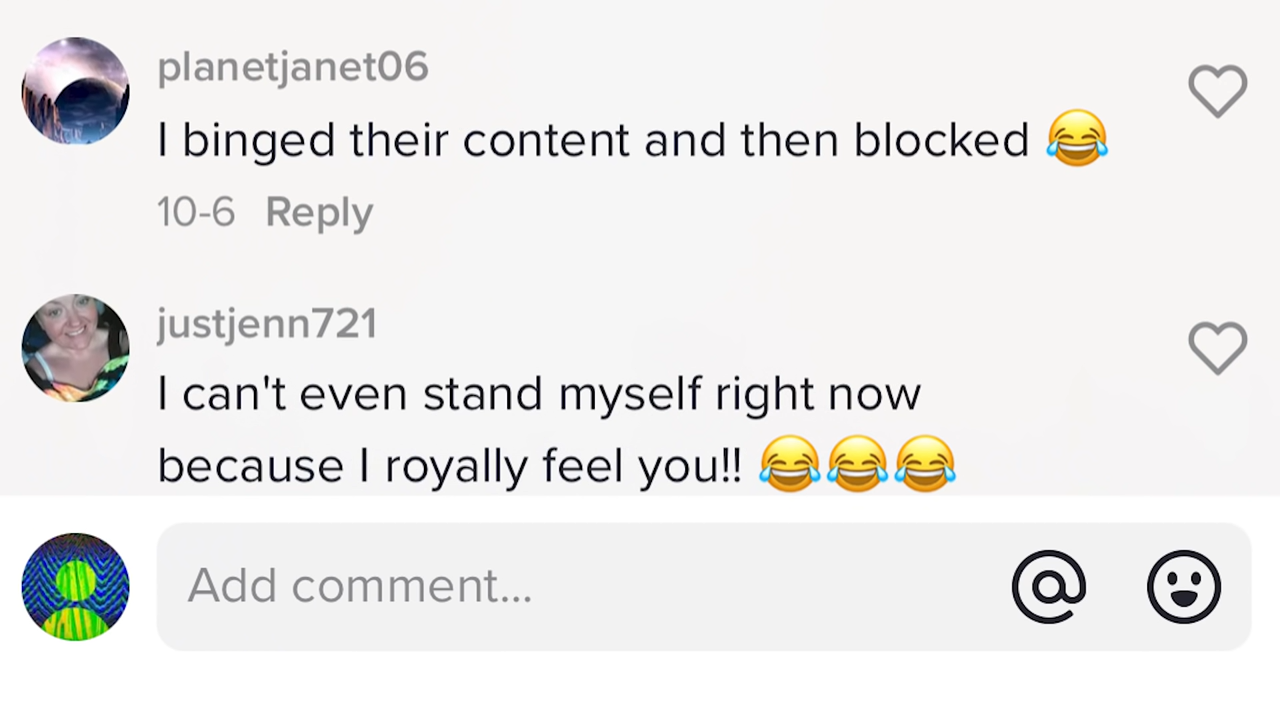 planetjanet06
I binged their content and then blocked 😂
10-6 Reply
justjenn721
I can't even stand myself right now
because I royally feel you!! 😂😂😂
Add comment...